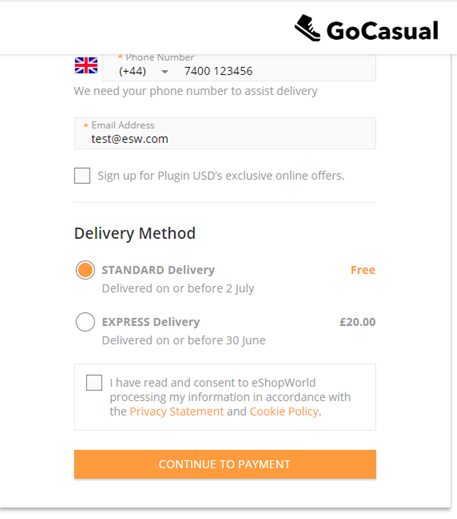 GoCasual
* Phone Number
(+44) 7400 123456
We need your phone number to assist delivery
* Email Address
test@esw.com
Sign up for Plugin USD's exclusive online offers.
Delivery Method
STANDARD Delivery Free
Delivered on or before 2 July
EXPRESS Delivery £20.00
Delivered on or before 30 June
I have read and consent to eShopWorld
processing my information in accordance with
the Privacy Statement and Cookie Policy.
CONTINUE TO PAYMENT